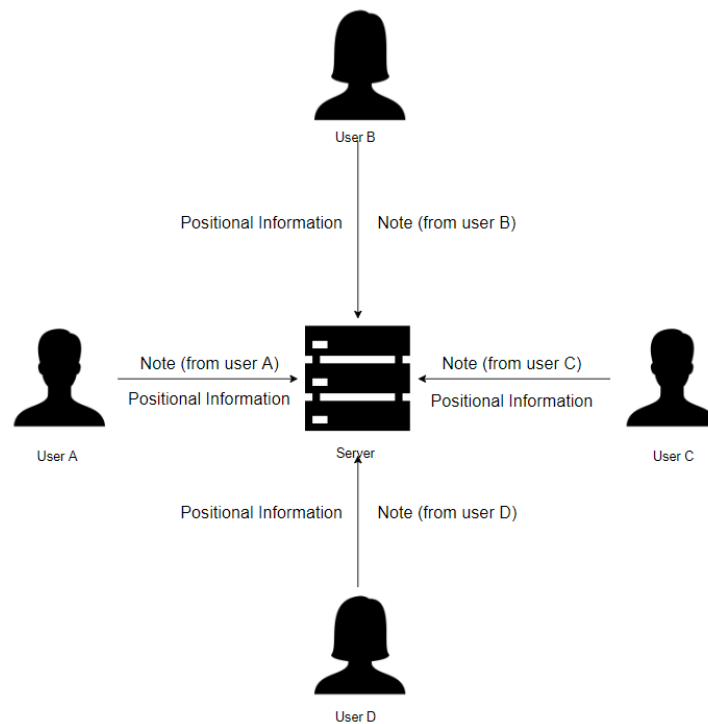 User B
Positional Information
Note (from user B)
Note (from user A)
Positional Information
Note (from user C)
Positional Information
User A
Server
User C
Positional Information
Note (from user D)
User D